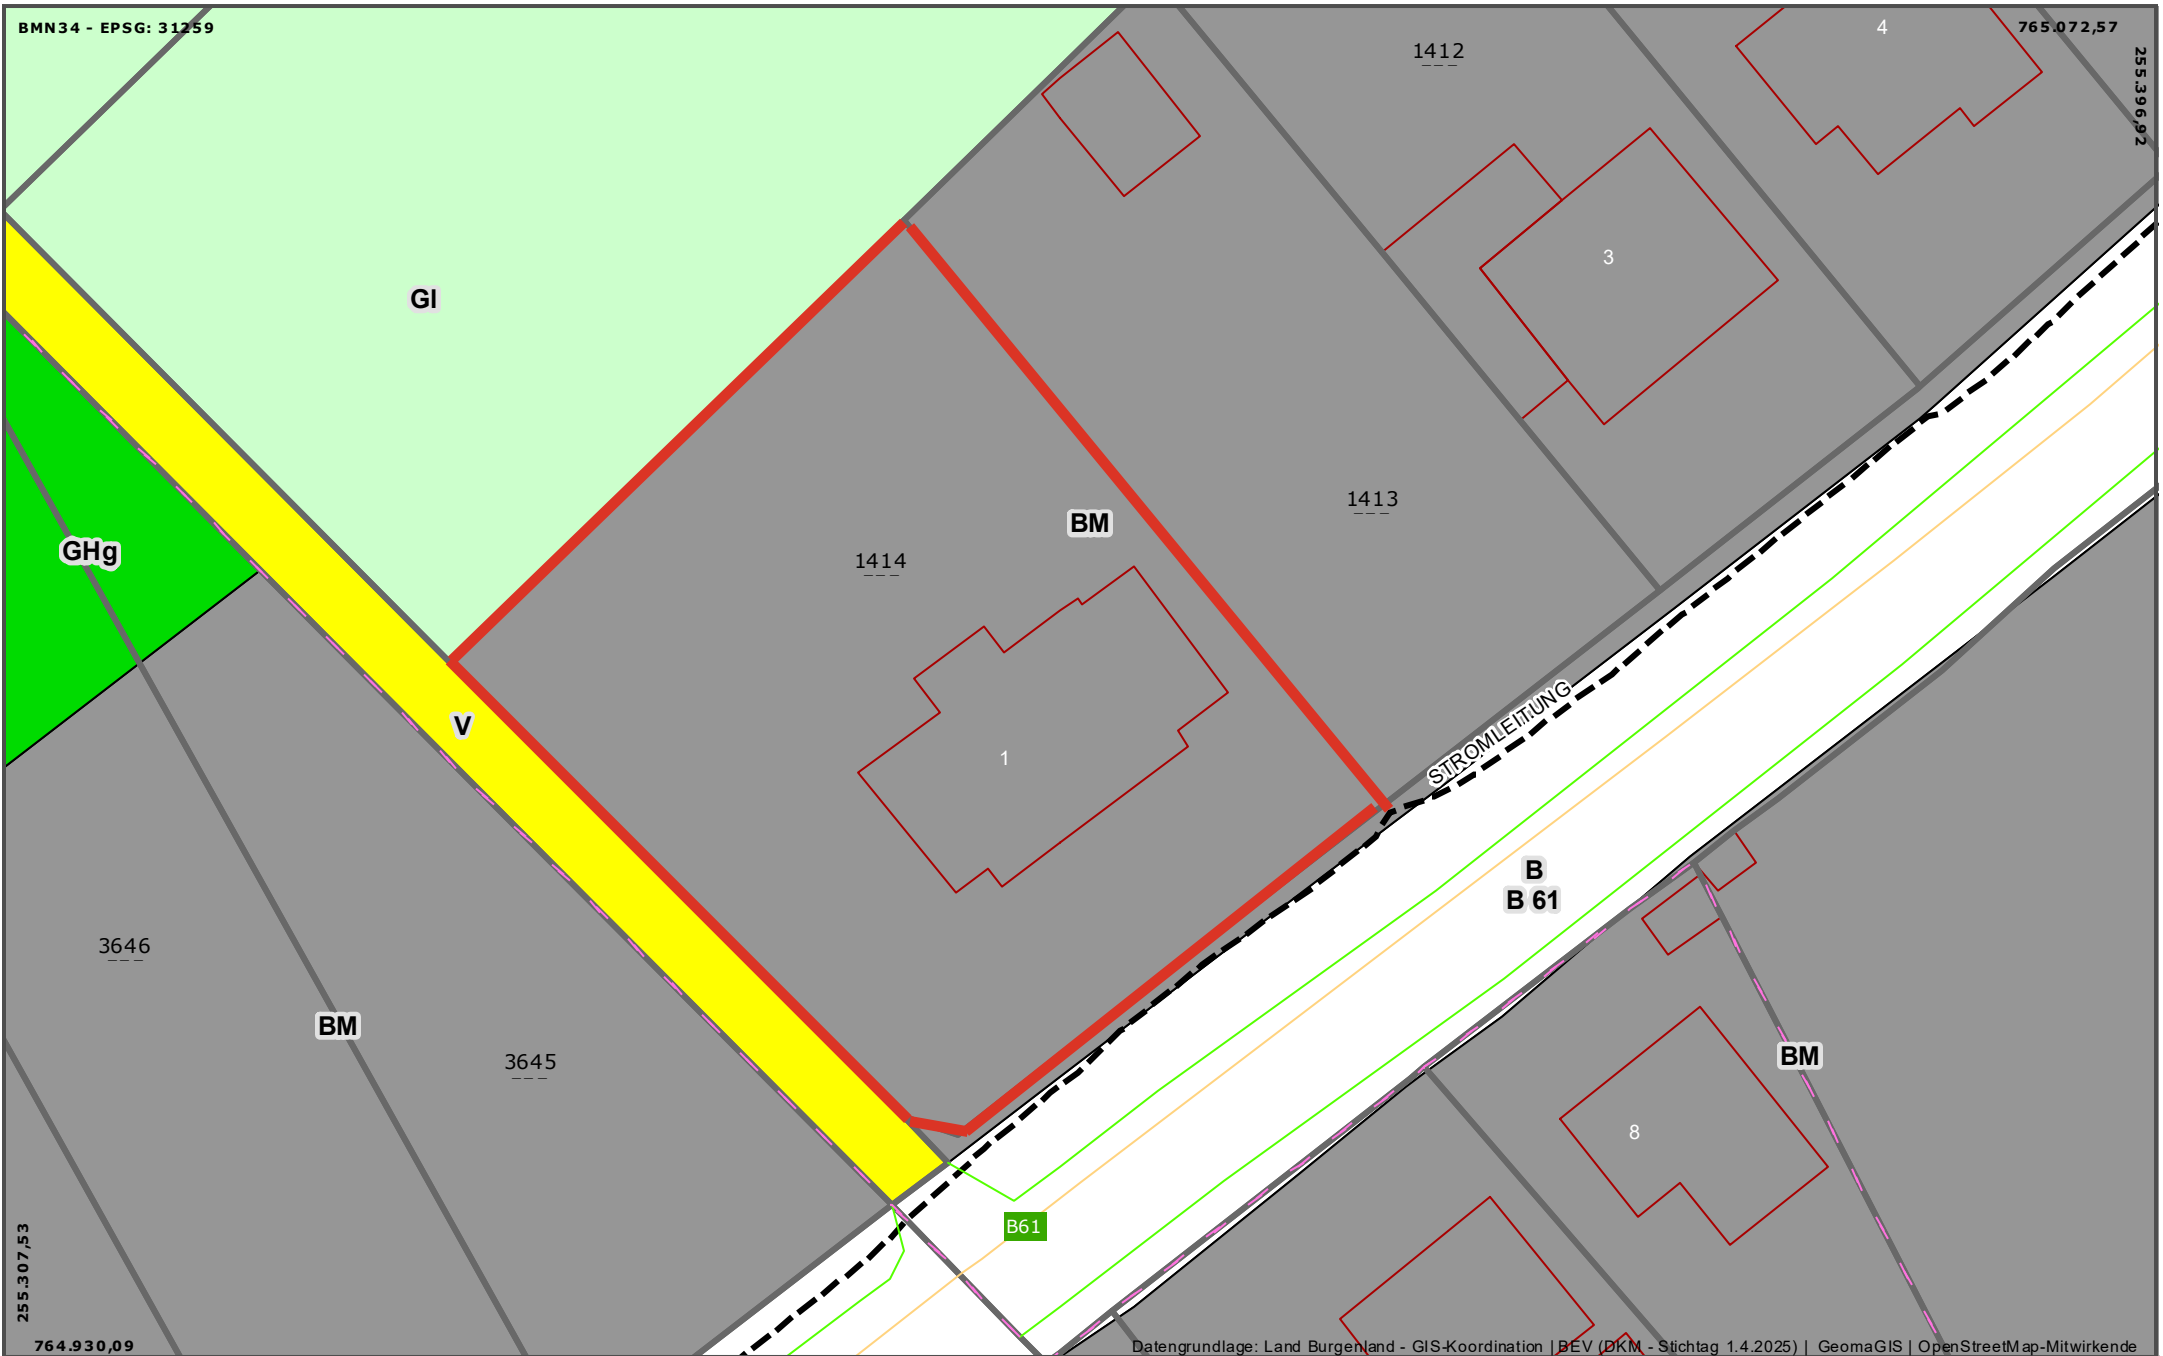 BMN34 - EPSG: 31259
765.072,57
255.396,92
4
1412
3
GI
1413
BM
GHg
1414
STROMLEITUNG
V
1
B
B 61
3646
BM
3645
BM
8
B61
255.307,53
764.930,09
Datengrundlage: Land Burgenland - GIS-Koordination | BEV (DKM - Stichtag 1.4.2025) | GeomaGIS | OpenStreetMap-Mitwirkende